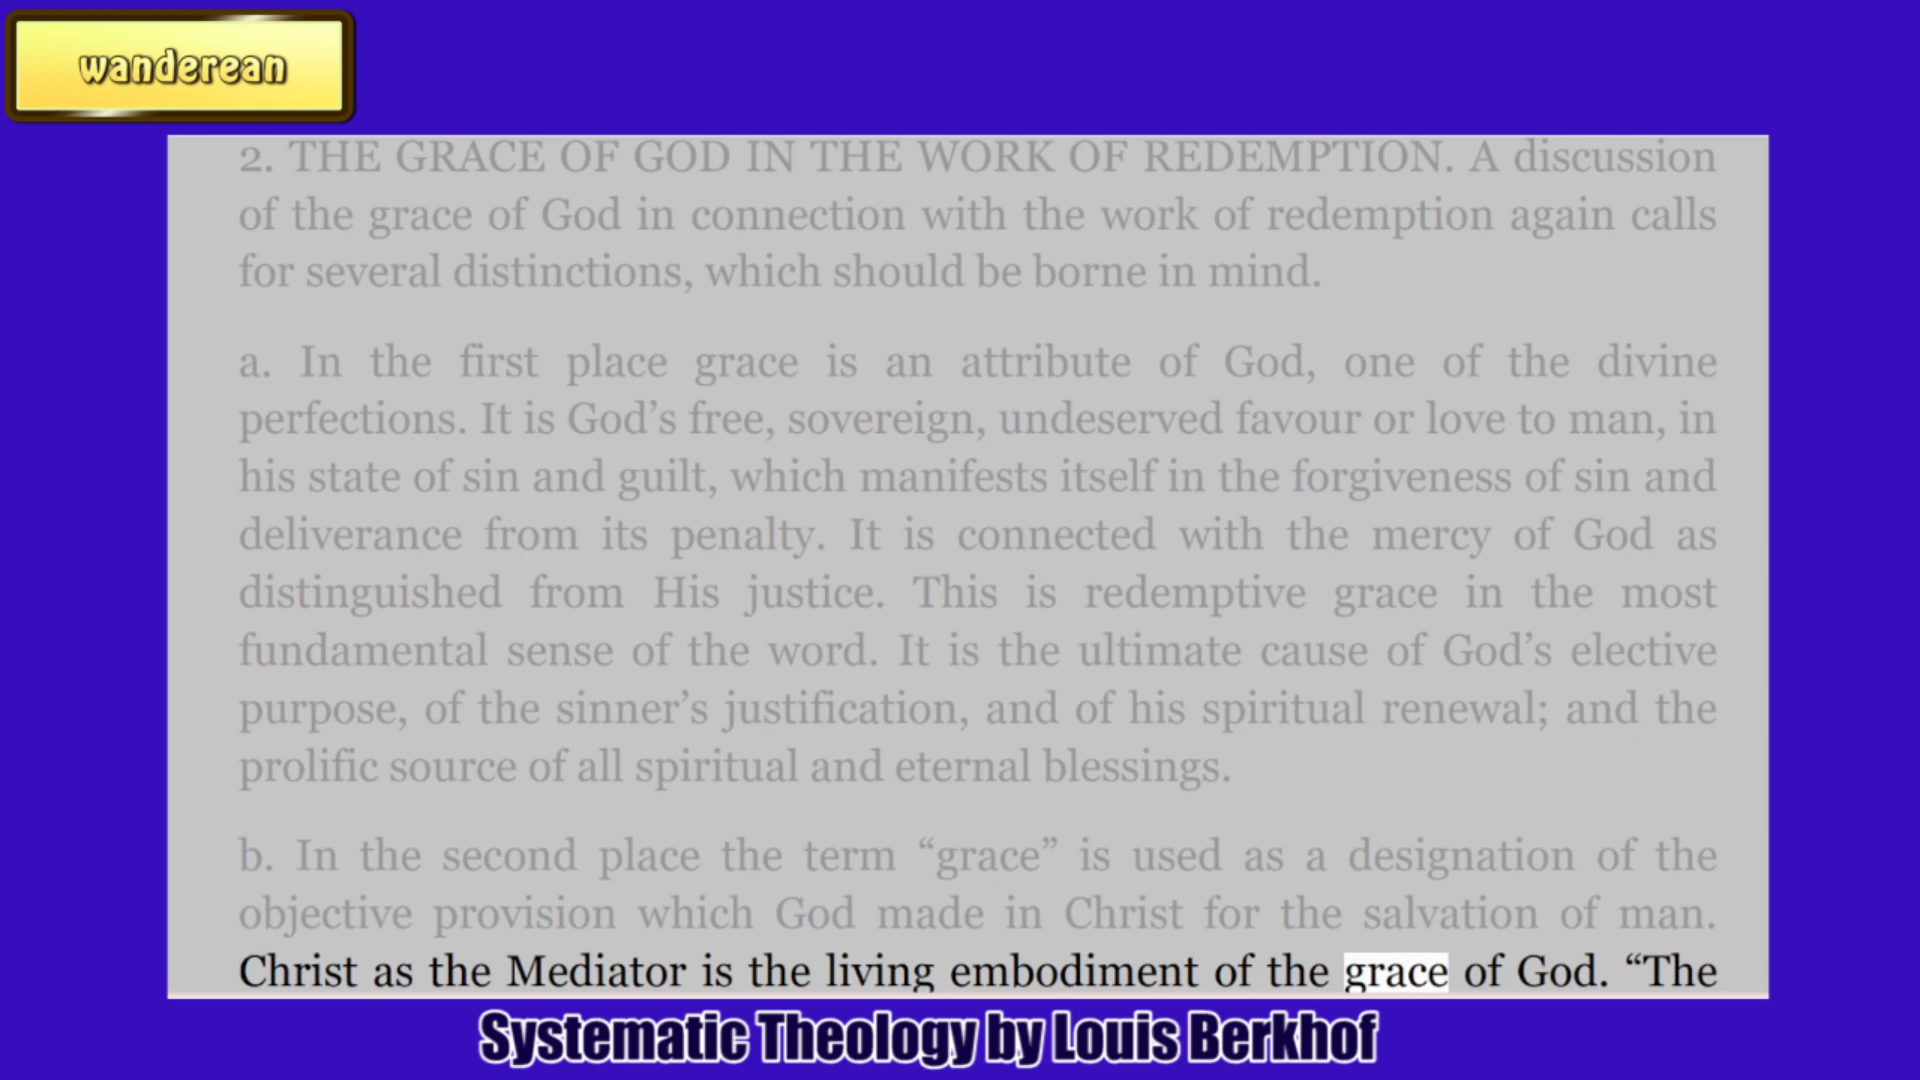 wanderean
2. THE GRACE OF GOD IN THE WORK OF REDEMPTION. A discussion
of the grace of God in connection with the work of redemption again calls
for several distinctions, which should be borne in mind.
a. In the first place grace is an attribute of God, one of the divine
perfections. It is God’s free, sovereign, undeserved favour or love to man, in
his state of sin and guilt, which manifests itself in the forgiveness of sin and
deliverance from its penalty. It is connected with the mercy of God as
distinguished from His justice. This is redemptive grace in the most
fundamental sense of the word. It is the ultimate cause of God’s elective
purpose, of the sinner’s justification, and of his spiritual renewal; and the
prolific source of all spiritual and eternal blessings.
b. In the second place the term “grace” is used as a designation of the
objective provision which God made in Christ for the salvation of man.
Christ as the Mediator is the living embodiment of the grace of God. “The
Systematic Theology by Louis Berkhof